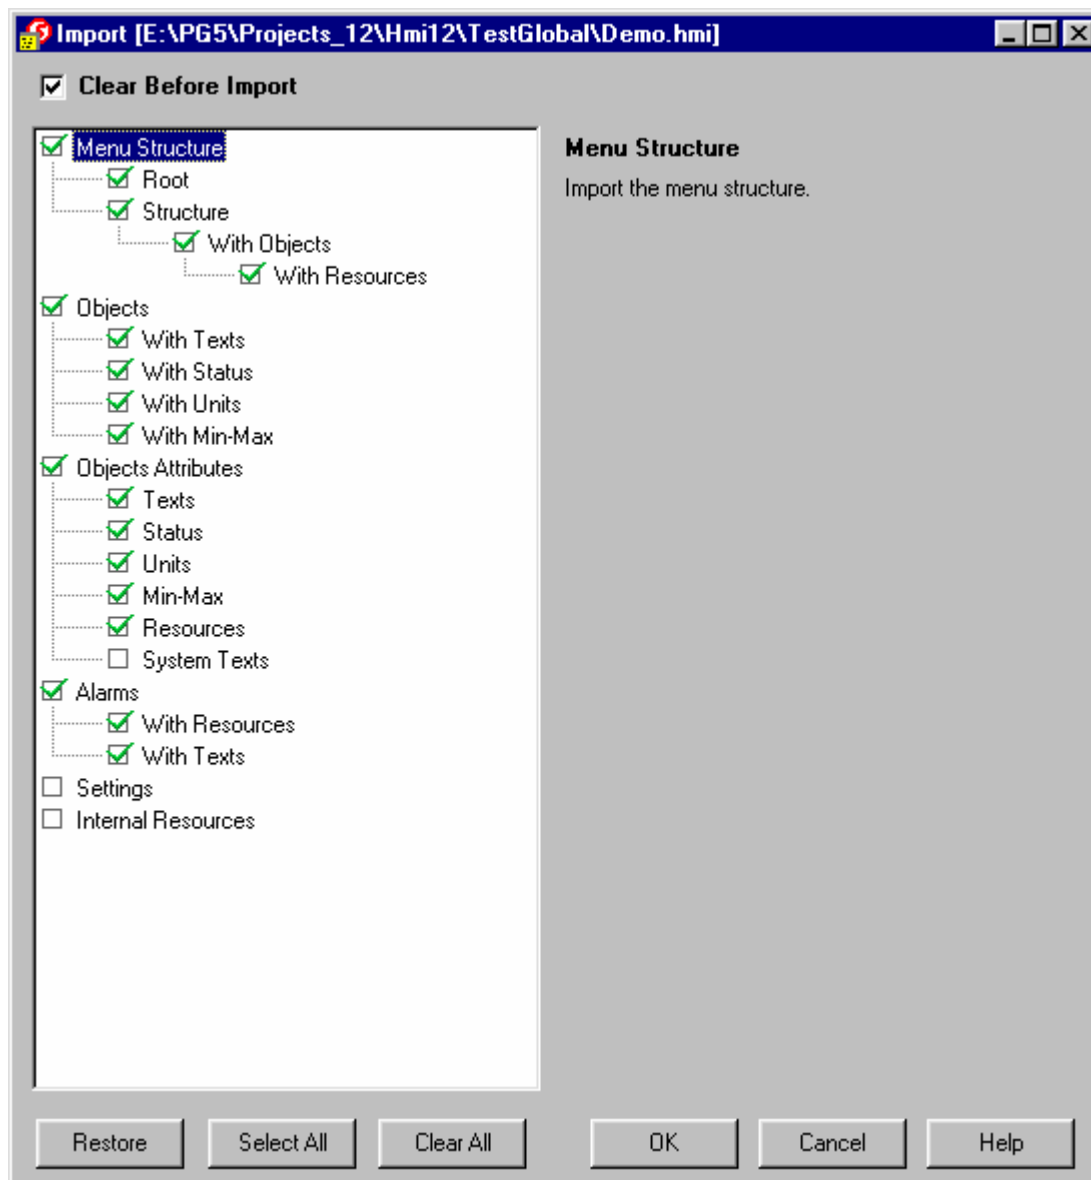 Import [E:\PG5\Projects_12\Hmi12\TestGlobal\Demo.hmi]
Clear Before Import
Menu Structure
Root
Structure
With Objects
With Resources
Objects
With Texts
With Status
With Units
With Min-Max
Objects Attributes
Texts
Status
Units
Min-Max
Resources
System Texts
Alarms
With Resources
With Texts
Settings
Internal Resources
Menu Structure
Import the menu structure.
Restore Select All Clear All OK Cancel Help